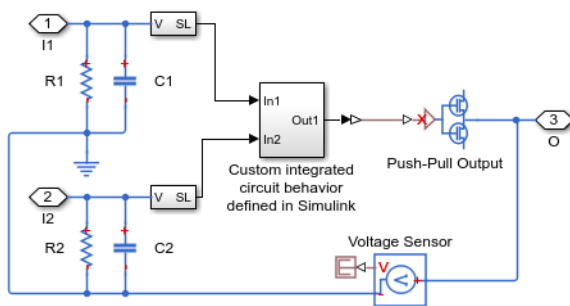 1
V SL
I1
R1
C1
In1
Out1
In2
3
O
Push-Pull Output
Custom integrated
circuit behavior
defined in Simulink
2
V SL
I2
R2
C2
Voltage Sensor
V
V